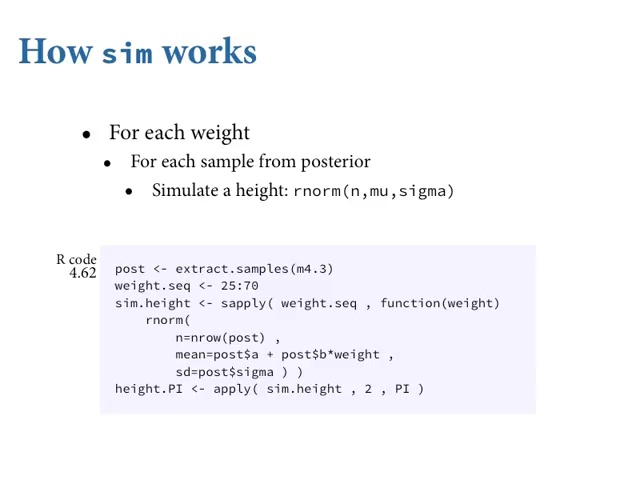 How sim works
• For each weight
• For each sample from posterior
• Simulate a height: rnorm(n,mu,sigma)
R code
4.62
post <- extract.samples(m4.3)
weight.seq <- 25:70
sim.height <- sapply( weight.seq , function(weight)
    rnorm(
        n=nrow(post) ,
        mean=post$a + post$b*weight ,
        sd=post$sigma ) )
height.PI <- apply( sim.height , 2 , PI )